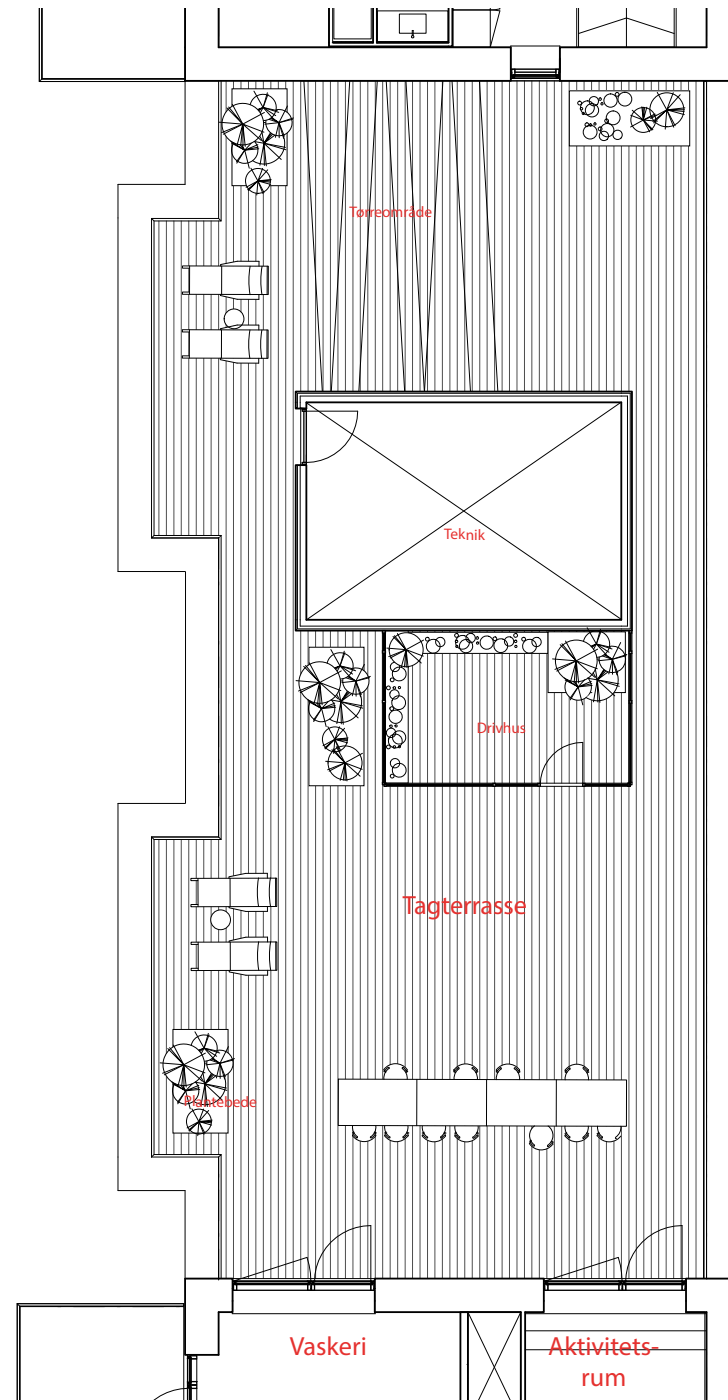 Tørreområde
Teknik
Drivhus
Tagterrasse
Plantebede
Vaskeri
Aktivitets-
rum